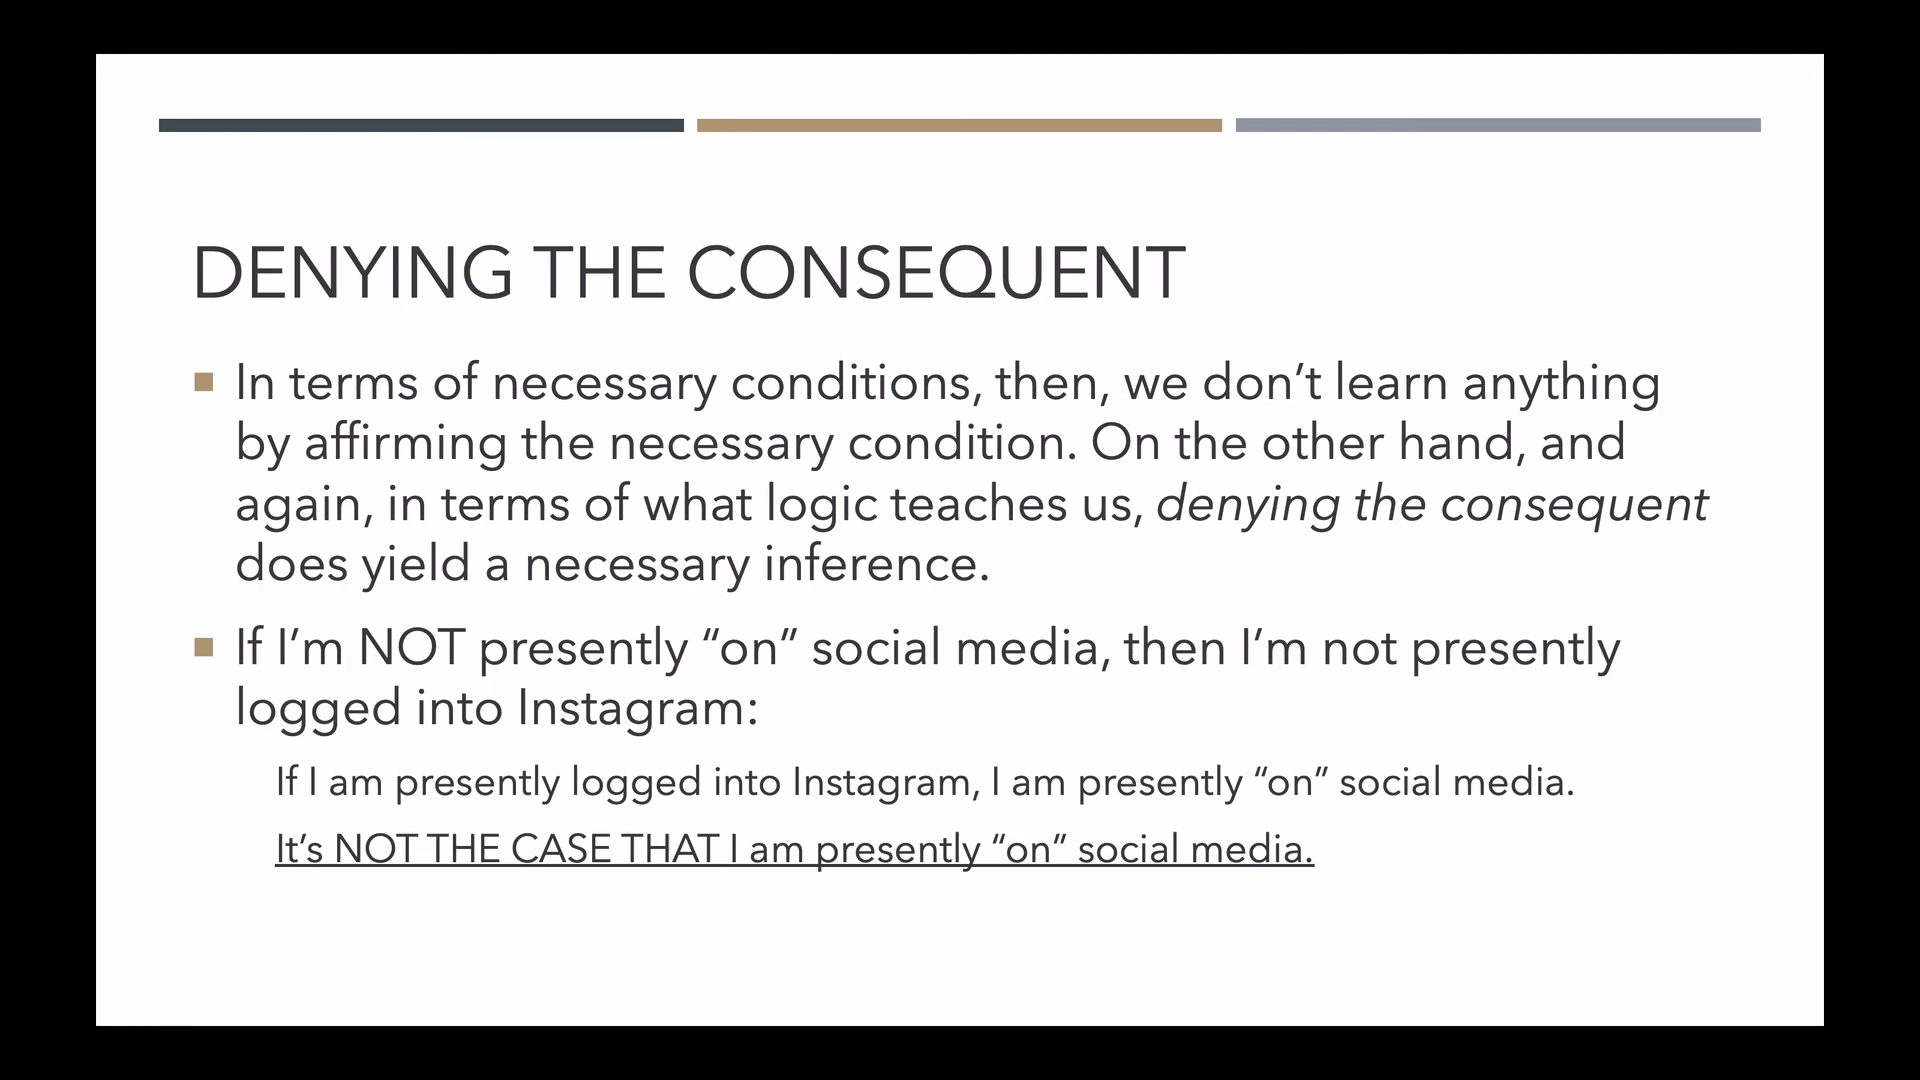 DENYING THE CONSEQUENT
In terms of necessary conditions, then, we don’t learn anything
by affirming the necessary condition. On the other hand, and
again, in terms of what logic teaches us, denying the consequent
does yield a necessary inference.
If I’m NOT presently “on” social media, then I’m not presently
logged into Instagram:
If I am presently logged into Instagram, I am presently “on” social media.
It’s NOT THE CASE THAT I am presently “on” social media.